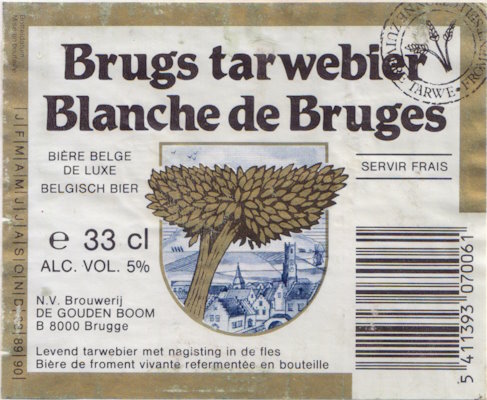 Brugs tarwebier
Blanche de Bruges
BIÈRE BELGE
DE LUXE
BELGISCH BIER
SERVIR FRAIS
e 33 cl
ALC. VOL. 5%
N.V. Brouwerij
DE GOUDEN BOOM
B 8000 Brugge
Levend tarwebier met nagisting in de fles
Bière de froment vivante refermentée en bouteille
J|F|M|A|M|J|J|A|S|O|N|D
88|89|90|
5 411393 070061
TARWE-FROMENT